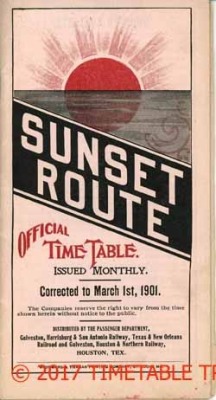 SUNSET
ROUTE
OFFICIAL
TIME TABLE.
ISSUED MONTHLY.
Corrected to March 1st, 1901.
The Companies reserve the right to vary from the time
shown herein without notice to the public.
DISTRIBUTED BY THE PASSENGER DEPARTMENT,
Galveston, Harrisburg & San Antonio Railway, Texas & New Orleans
Railroad and Galveston, Houston & Northern Railway,
HOUSTON, TEX.
© 2017 TIMETABLE TR